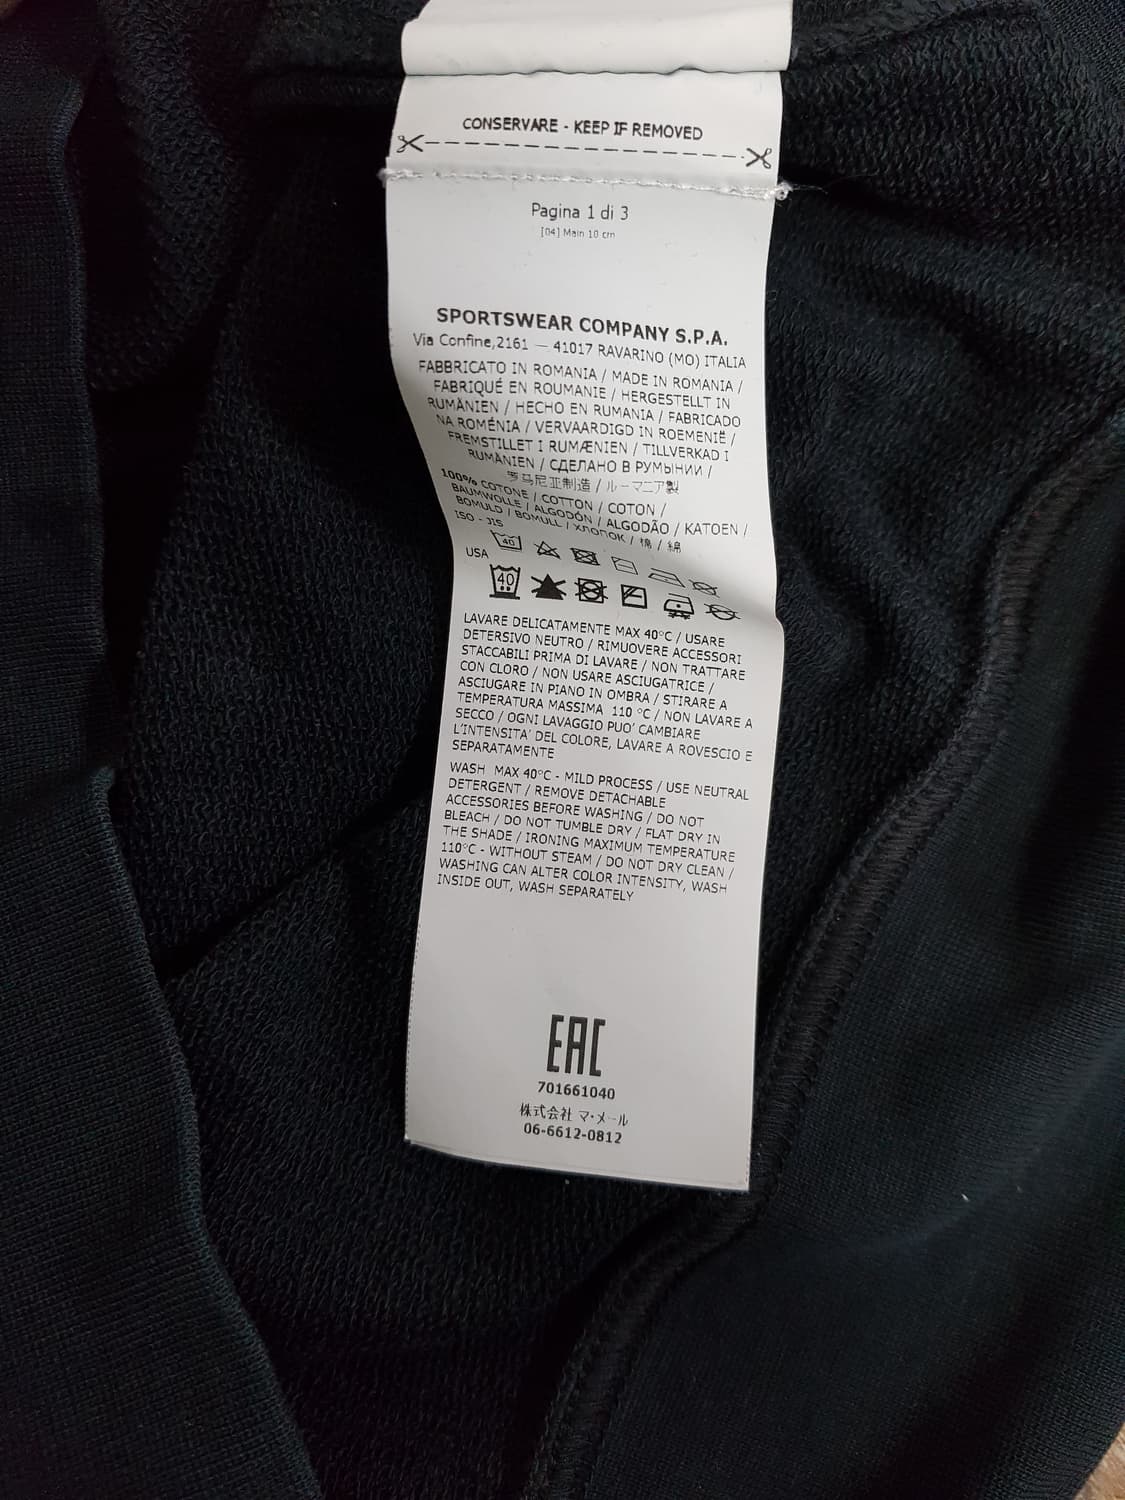 CONSERVARE - KEEP IF REMOVED
Pagina 1 di 3
[04] Main 10 cm
SPORTSWEAR COMPANY S.P.A.
Via Confine,2161 — 41017 RAVARINO (MO) ITALIA
FABBRICATO IN ROMANIA / MADE IN ROMANIA /
FABRIQUÉ EN ROUMANIE / HERGESTELLT IN
RUMÄNIEN / HECHO EN RUMANIA / FABRICADO
NA ROMÉNIA / VERVAARDIGD IN ROEMENIË /
FREMSTILLET I RUMÆNIEN / TILLVERKAD I
RUMÄNIEN / СДЕЛАНО В РУМЫНИИ /
罗马尼亚制造 / ルーマニア製
100% COTONE / COTTON / COTON /
BAUMWOLLE / ALGODÓN / ALGODÃO / KATOEN /
BOMULD / BOMULL / ХЛОПОК / 棉 / 綿
ISO - JIS
40
USA
40
LAVARE DELICATAMENTE MAX 40°C / USARE
DETERSIVO NEUTRO / RIMUOVERE ACCESSORI
STACCABILI PRIMA DI LAVARE / NON TRATTARE
CON CLORO / NON USARE ASCIUGATRICE /
ASCIUGARE IN PIANO IN OMBRA / STIRARE A
TEMPERATURA MASSIMA 110 °C / NON LAVARE A
SECCO / OGNI LAVAGGIO PUO' CAMBIARE
L'INTENSITA' DEL COLORE, LAVARE A ROVESCIO E
SEPARATAMENTE
WASH MAX 40°C - MILD PROCESS / USE NEUTRAL
DETERGENT / REMOVE DETACHABLE
ACCESSORIES BEFORE WASHING / DO NOT
BLEACH / DO NOT TUMBLE DRY / FLAT DRY IN
THE SHADE / IRONING MAXIMUM TEMPERATURE
110°C - WITHOUT STEAM / DO NOT DRY CLEAN /
WASHING CAN ALTER COLOR INTENSITY, WASH
INSIDE OUT, WASH SEPARATELY
EAC
701661040
株式会社 マ・メール
06-6612-0812